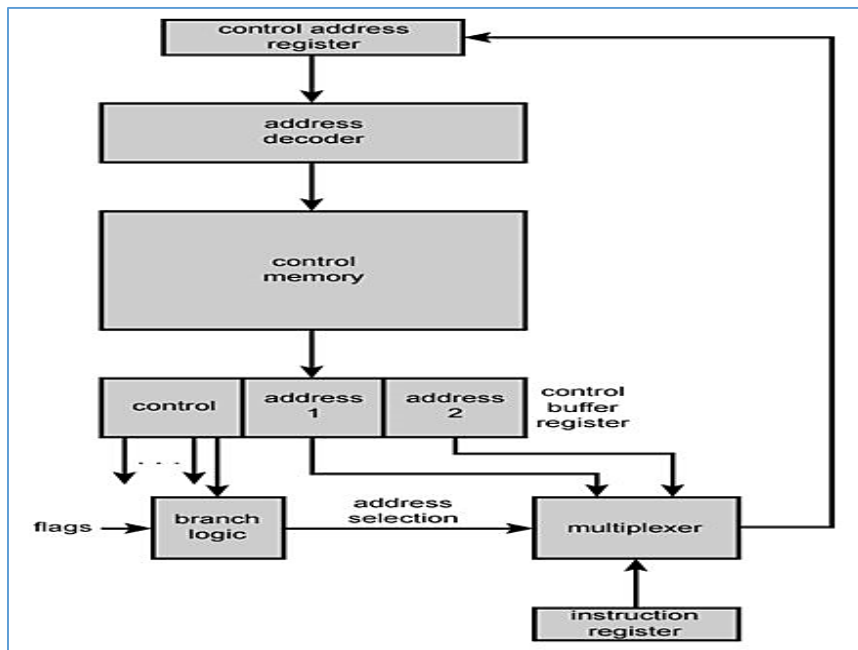 control address
register
address
decoder
control
memory
control
address
1
address
2
control
buffer
register
. . .
flags
branch
logic
address
selection
multiplexer
instruction
register